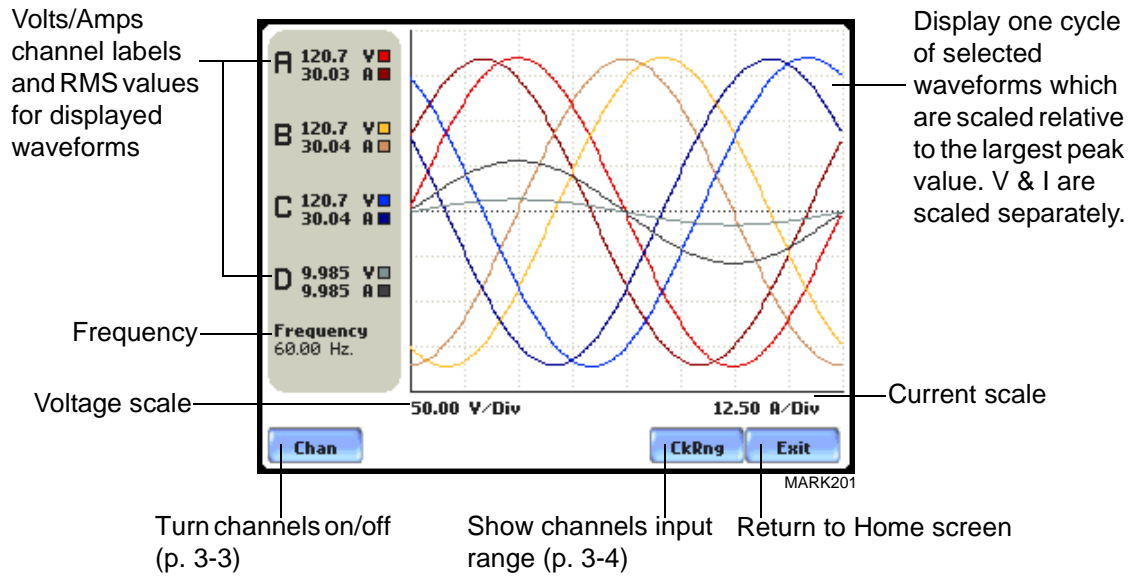 Volts/Amps
channel labels
and RMS values
for displayed
waveforms
A 120.7 V
30.03 A
B 120.7 V
30.04 A
C 120.7 V
30.04 A
D 9.985 V
9.985 A
Frequency
Frequency
60.00 Hz.
Display one cycle
of selected
waveforms which
are scaled relative
to the largest peak
value. V & I are
scaled separately.
Voltage scale
50.00 V/Div
12.50 A/Div
Current scale
Chan
CkRng
Exit
MARK201
Turn channels on/off
(p. 3-3)
Show channels input
range (p. 3-4)
Return to Home screen